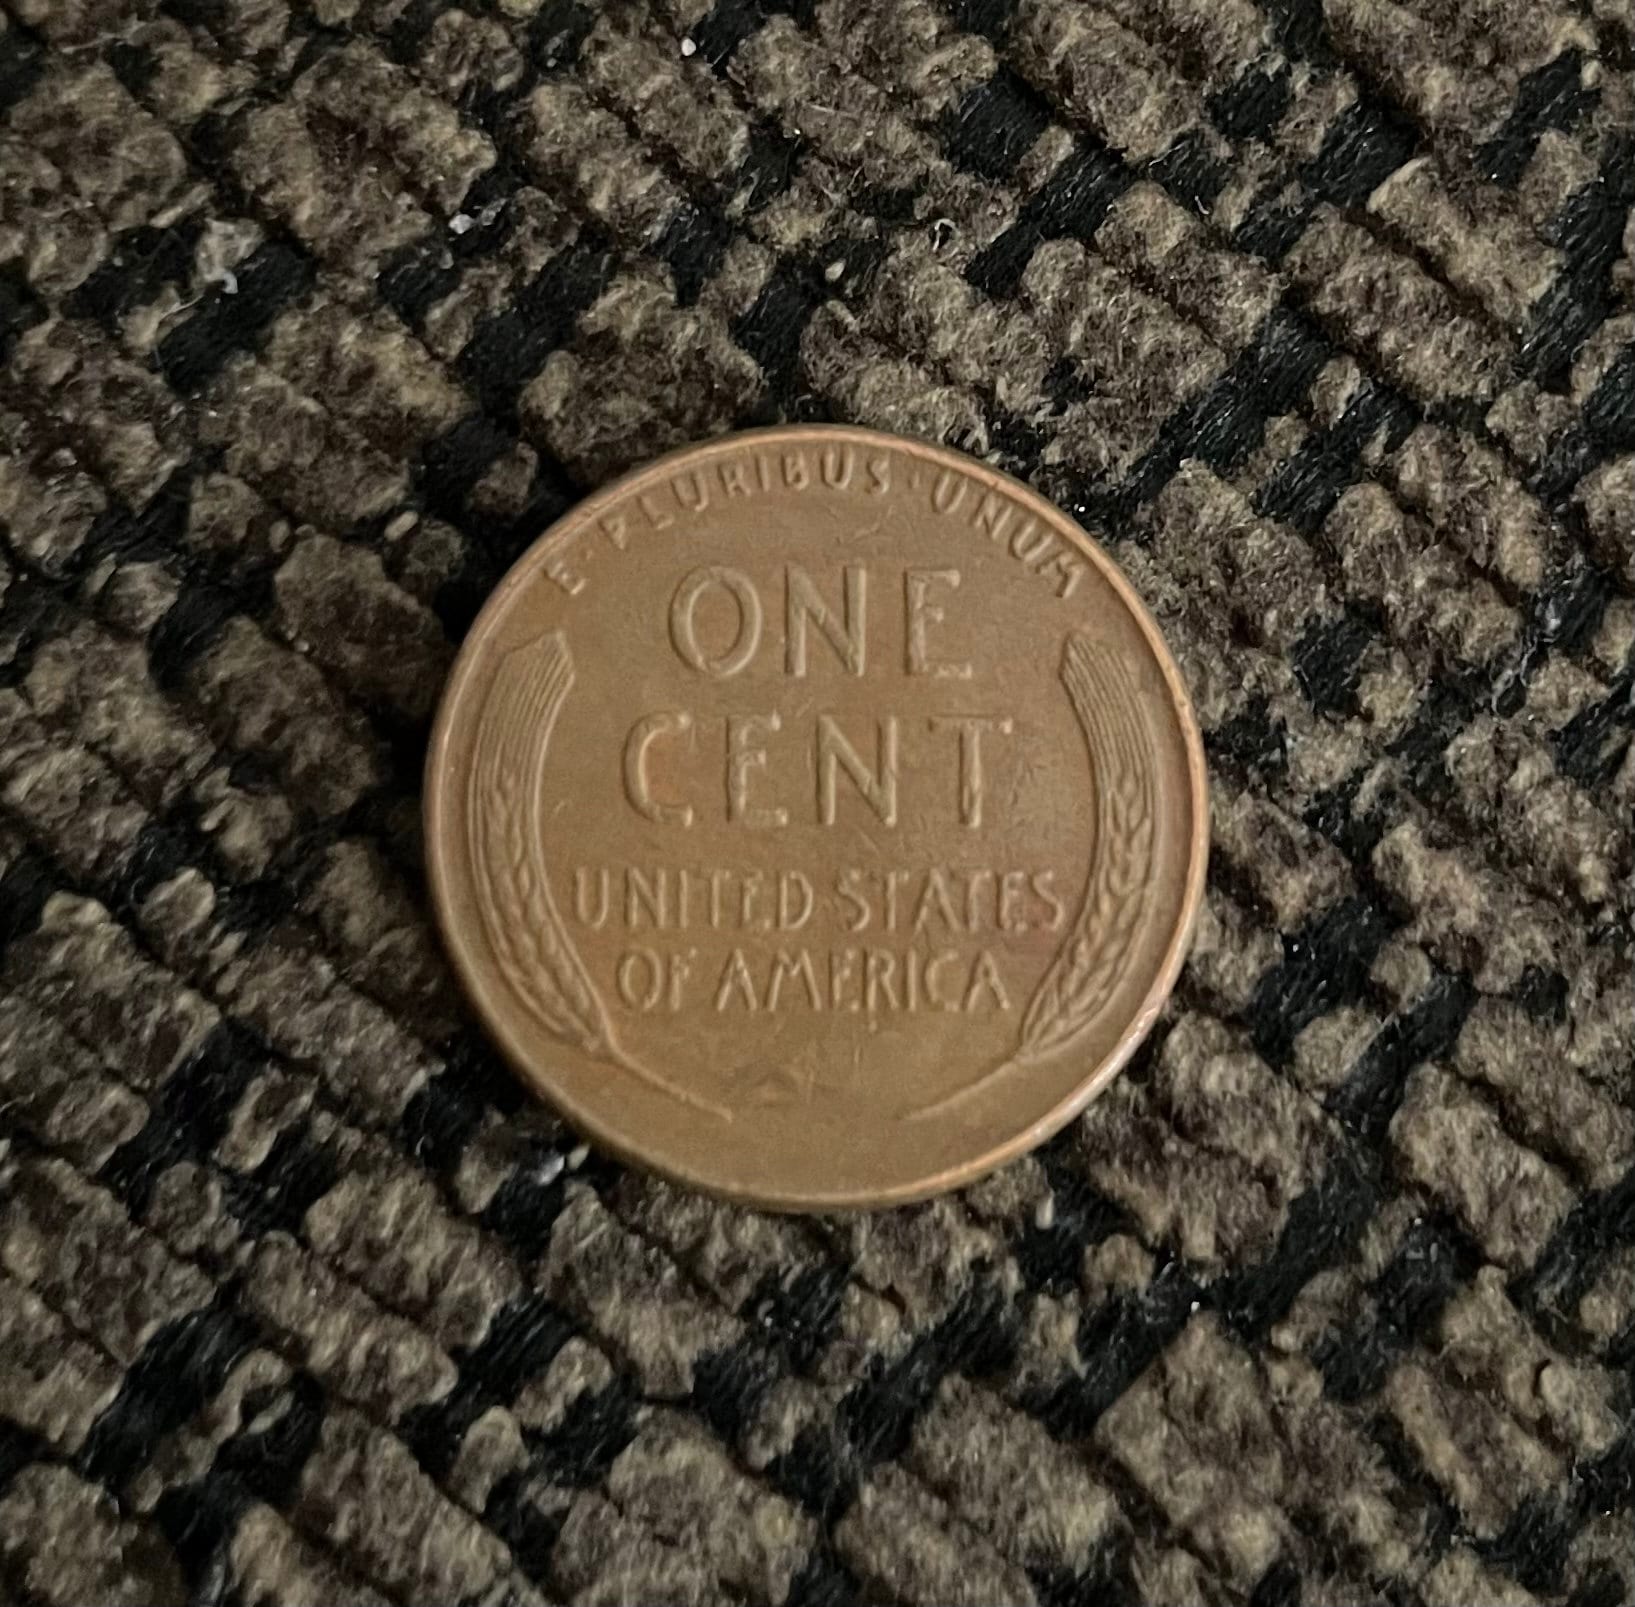 E · PLURIBUS · UNUM
ONE
CENT
UNITED STATES
OF AMERICA